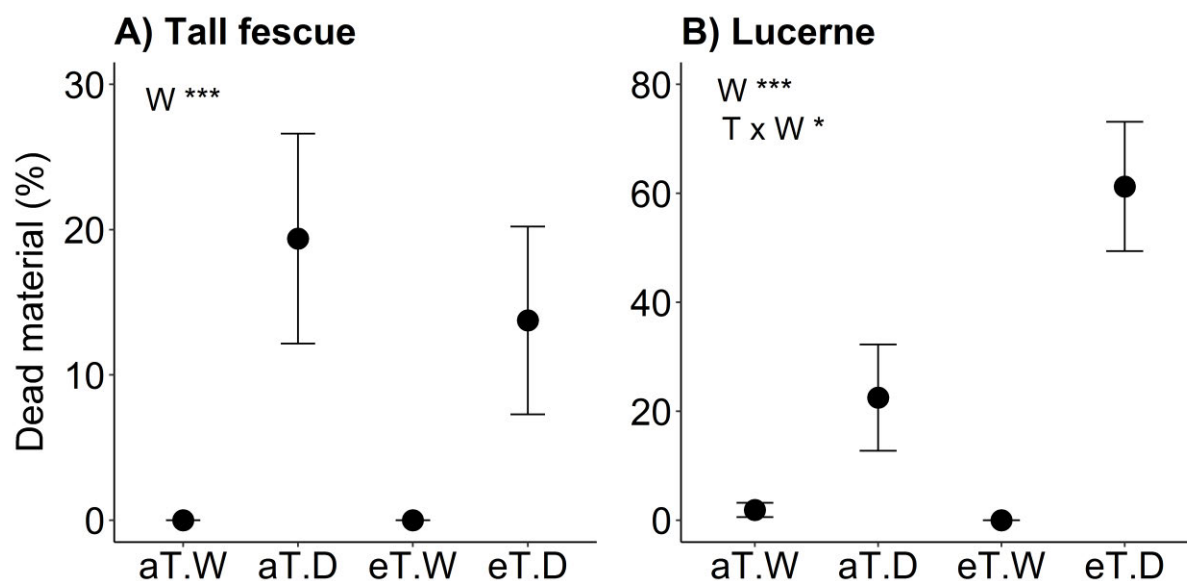 A) Tall fescue
W ***
Dead material (%)
30
20
10
0
aT.W aT.D eT.W eT.D
B) Lucerne
W ***
T x W *
80
60
40
20
0
aT.W aT.D eT.W eT.D